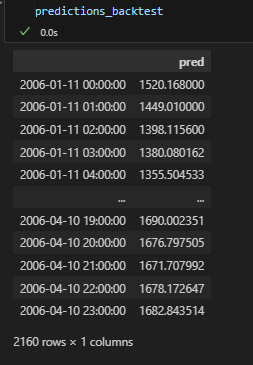 predictions_backtest
0.0s
pred
2006-01-11 00:00:00 1520.168000
2006-01-11 01:00:00 1449.010000
2006-01-11 02:00:00 1398.115600
2006-01-11 03:00:00 1380.080162
2006-01-11 04:00:00 1355.504533
... ...
2006-04-10 19:00:00 1690.002351
2006-04-10 20:00:00 1676.797505
2006-04-10 21:00:00 1671.707992
2006-04-10 22:00:00 1678.172647
2006-04-10 23:00:00 1682.843514
2160 rows × 1 columns